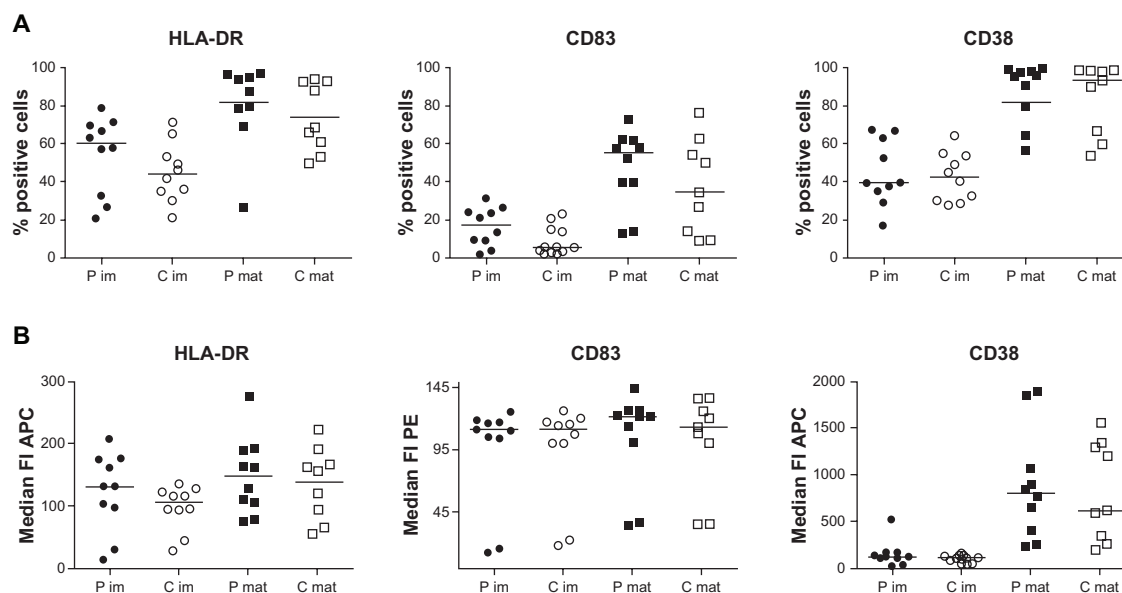 A
HLA-DR
CD83
CD38
% positive cells
100
80
60
40
20
0
P im C im P mat C mat
% positive cells
100
80
60
40
20
0
P im C im P mat C mat
% positive cells
100
80
60
40
20
0
P im C im P mat C mat
B
HLA-DR
CD83
CD38
Median FI APC
300
200
100
0
P im C im P mat C mat
Median FI PE
145
95
45
P im C im P mat C mat
Median FI APC
2000
1500
1000
500
0
P im C im P mat C mat